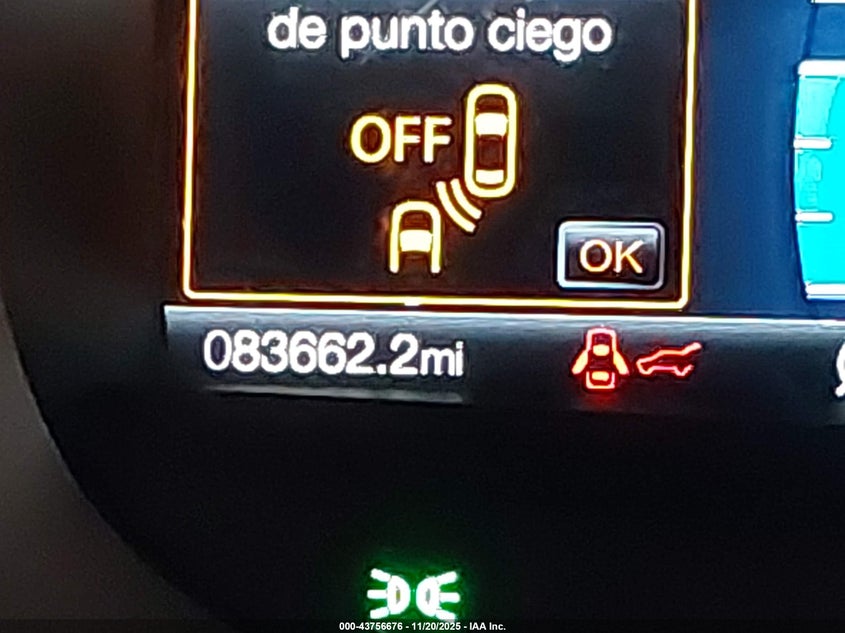 de punto ciego
OFF
OK
083662.2mi
000-43756676 - 11/20/2025 - IAA Inc.